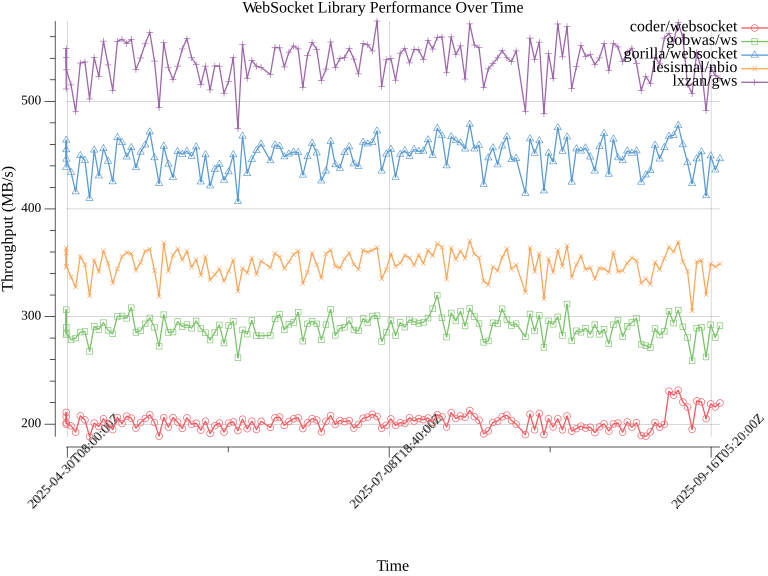 WebSocket Library Performance Over Time
coder/websocket
gobwas/ws
gorilla/websocket
lesismal/nbio
lxzan/gws
Throughput (MB/s)
500
400
300
200
2025-04-30T08:00:00Z
2025-07-08T18:40:00Z
2025-09-16T05:20:00Z
Time